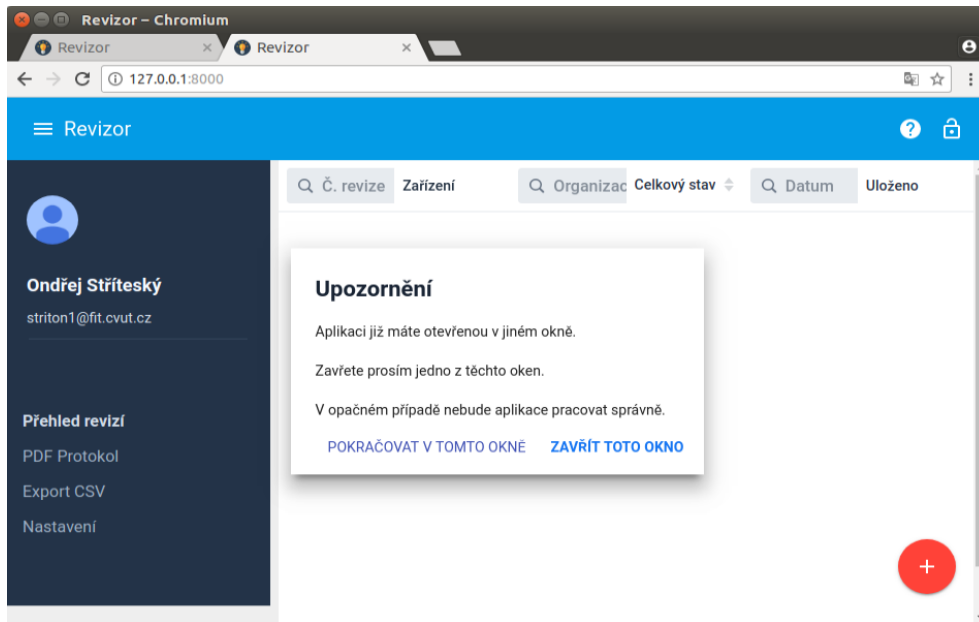 Revizor – Chromium
Revizor
Revizor
127.0.0.1:8000
Revizor
Č. revize
Zařízení
Organizac
Celkový stav
Datum
Uloženo
Ondřej Stříteský
striton1@fit.cvut.cz
Přehled revizí
PDF Protokol
Export CSV
Nastavení
Upozornění
Aplikaci již máte otevřenou v jiném okně.
Zavřete prosím jedno z těchto oken.
V opačném případě nebude aplikace pracovat správně.
POKRAČOVAT V TOMTO OKNĚ
ZAVŘÍT TOTO OKNO